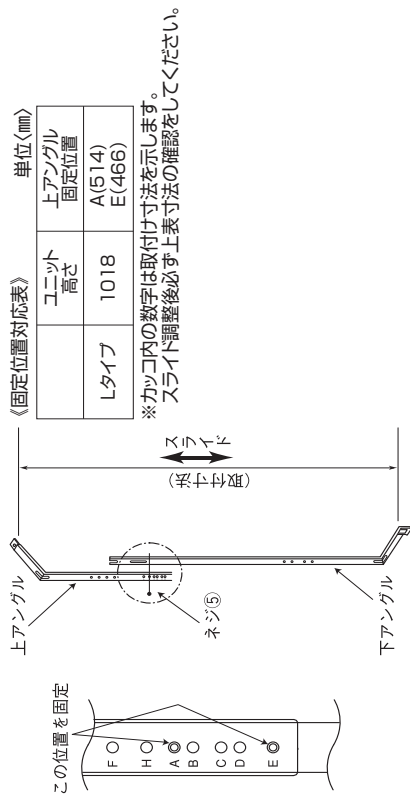 この位置を固定
F
H
A
B
C
D
E
上アングル
ネジ⑤
下アングル
スライド
(取付寸法)
《固定位置対応表》
単位〈㎜〉
ユニット高さ
上アングル固定位置
Lタイプ
1018
A(514)
E(466)
※カッコ内の数字は取付け寸法を示します。
スライド調整後必ず上表寸法の確認をしてください。